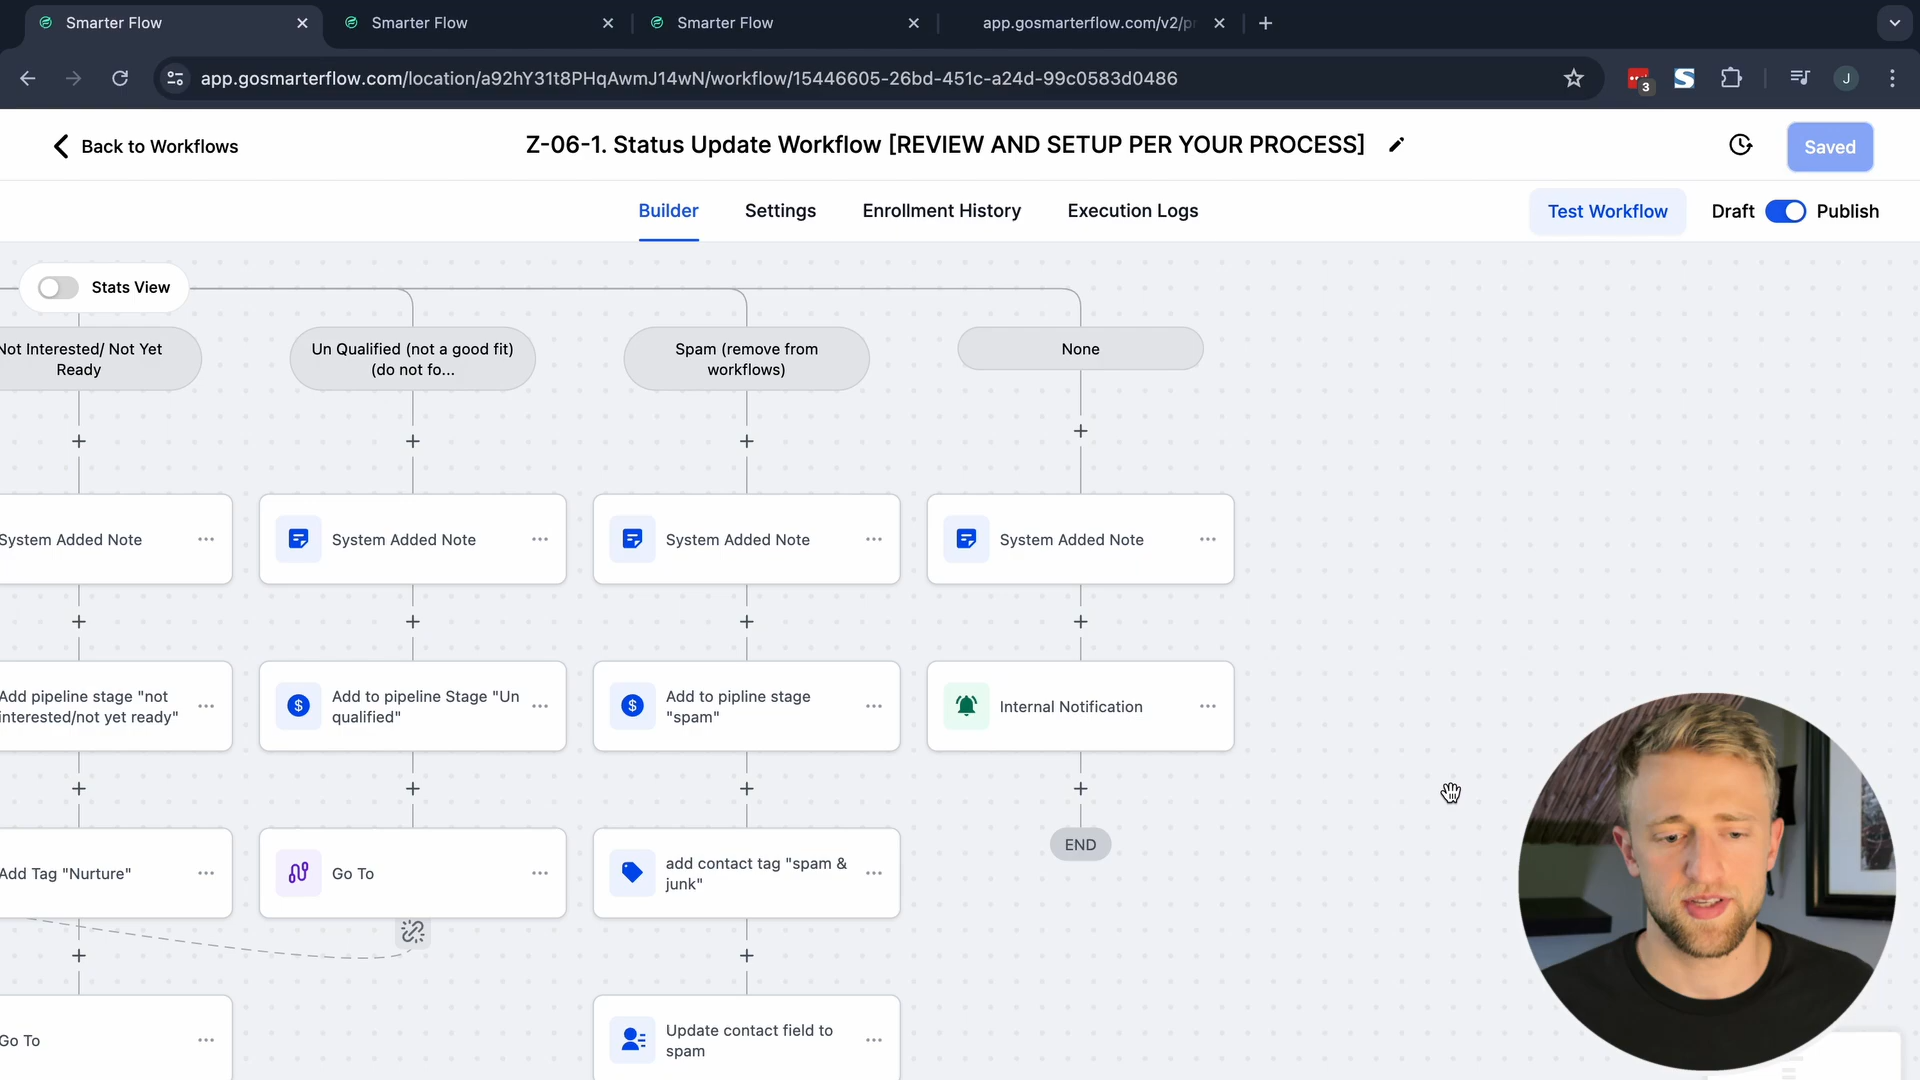 Smarter Flow
Smarter Flow
Smarter Flow
app.gosmarterflow.com/v2/pr
app.gosmarterflow.com/location/a92hY31t8PHqAwmJ14wN/workflow/15446605-26bd-451c-a24d-99c0583d0486
3
J
Back to Workflows
Z-06-1. Status Update Workflow [REVIEW AND SETUP PER YOUR PROCESS]
Saved
Builder
Settings
Enrollment History
Execution Logs
Test Workflow
Draft
Publish
Stats View
Not Interested/ Not Yet
Ready
Un Qualified (not a good fit)
(do not fo...
Spam (remove from
workflows)
None
System Added Note
System Added Note
System Added Note
System Added Note
Add pipeline stage "not
interested/not yet ready"
Add to pipeline Stage "Un
qualified"
Add to pipline stage
"spam"
Internal Notification
Add Tag "Nurture"
Go To
add contact tag "spam &
junk"
END
Go To
Update contact field to
spam